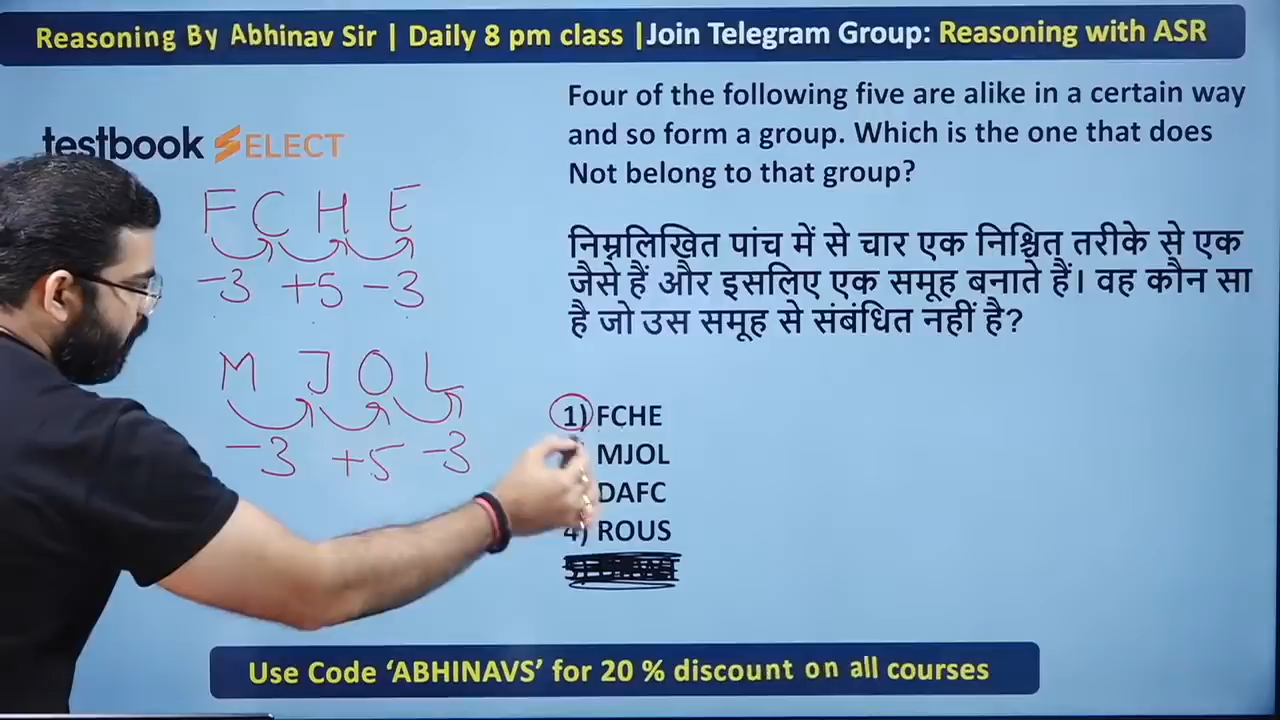 Reasoning By Abhinav Sir | Daily 8 pm class |Join Telegram Group: Reasoning with ASR
testbook SELECT
F C H E
-3 +5 -3
M J O L
-3 +5 -3
Four of the following five are alike in a certain way
and so form a group. Which is the one that does
Not belong to that group?
निम्नलिखित पांच में से चार एक निश्चित तरीके से एक
जैसे हैं और इसलिए एक समूह बनाते हैं। वह कौन सा
है जो उस समूह से संबंधित नहीं है?
1) FCHE
MJOL
DAFC
4) ROUS
Use Code ‘ABHINAVS’ for 20 % discount on all courses